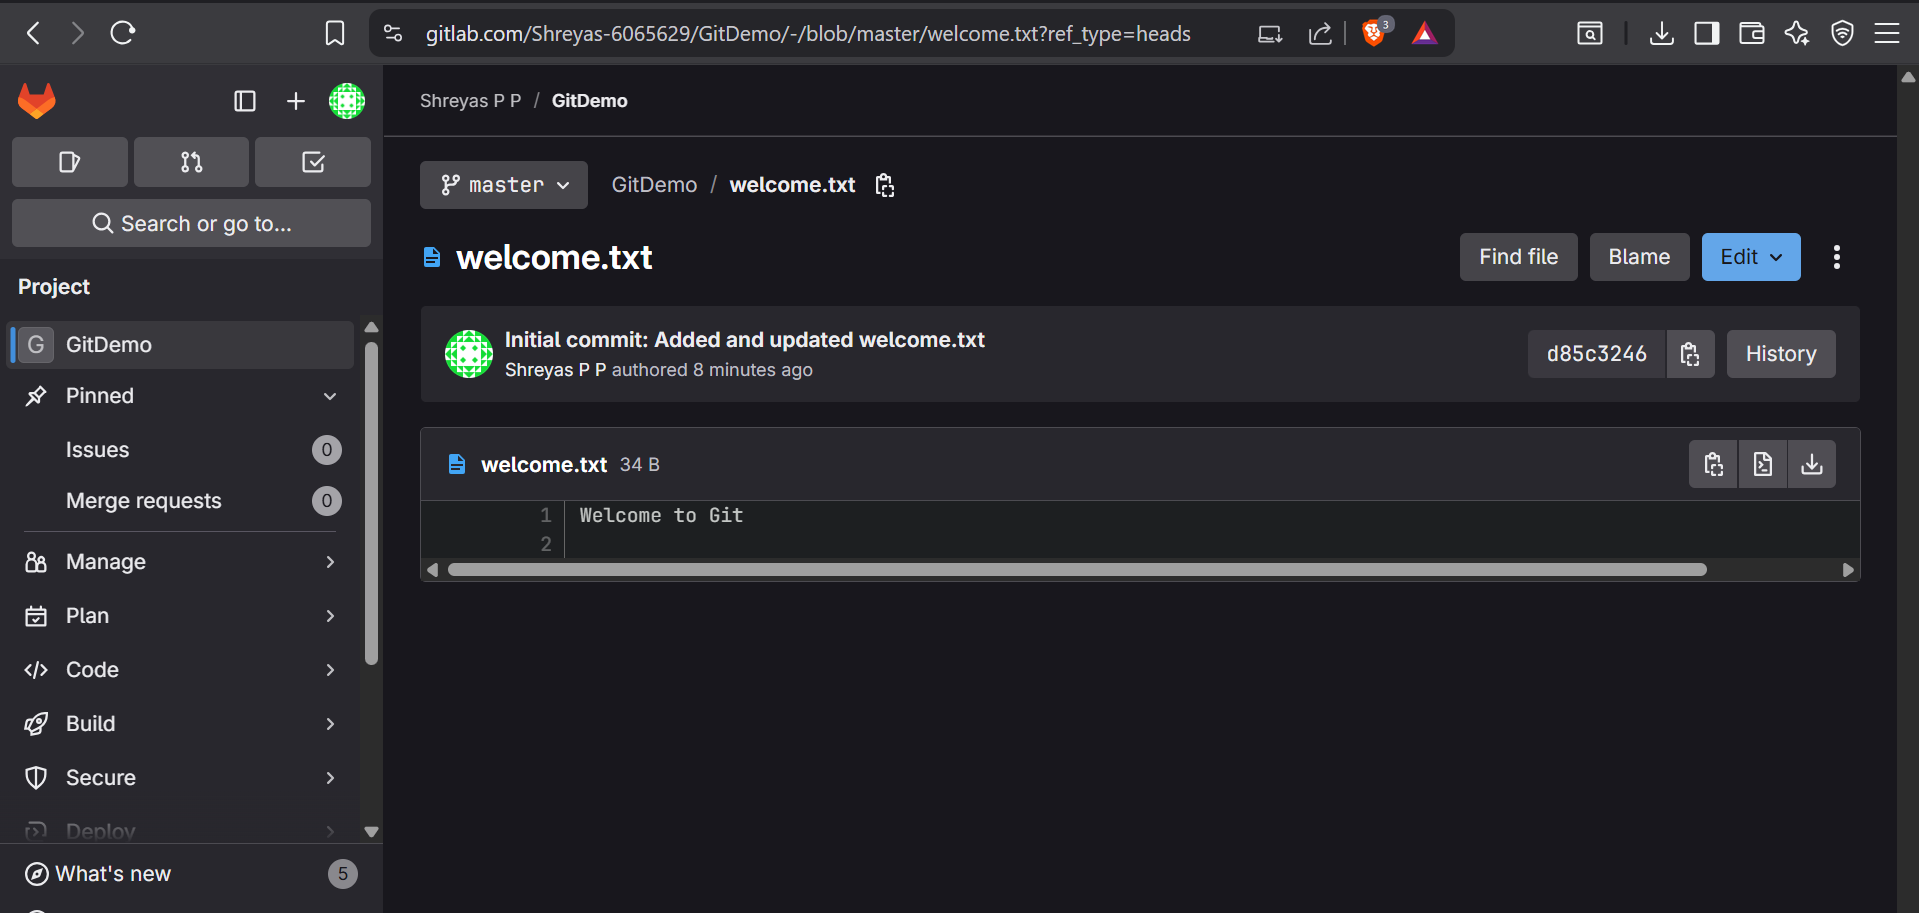 gitlab.com/Shreyas-6065629/GitDemo/-/blob/master/welcome.txt?ref_type=heads
3
Shreyas P P / GitDemo
Search or go to...
Project
G GitDemo
Pinned
Issues 0
Merge requests 0
Manage
Plan
Code
Build
Secure
Deploy
What's new 5
master
GitDemo / welcome.txt
welcome.txt
Find file
Blame
Edit
Initial commit: Added and updated welcome.txt
Shreyas P P authored 8 minutes ago
d85c3246
History
welcome.txt 34 B
1 Welcome to Git
2